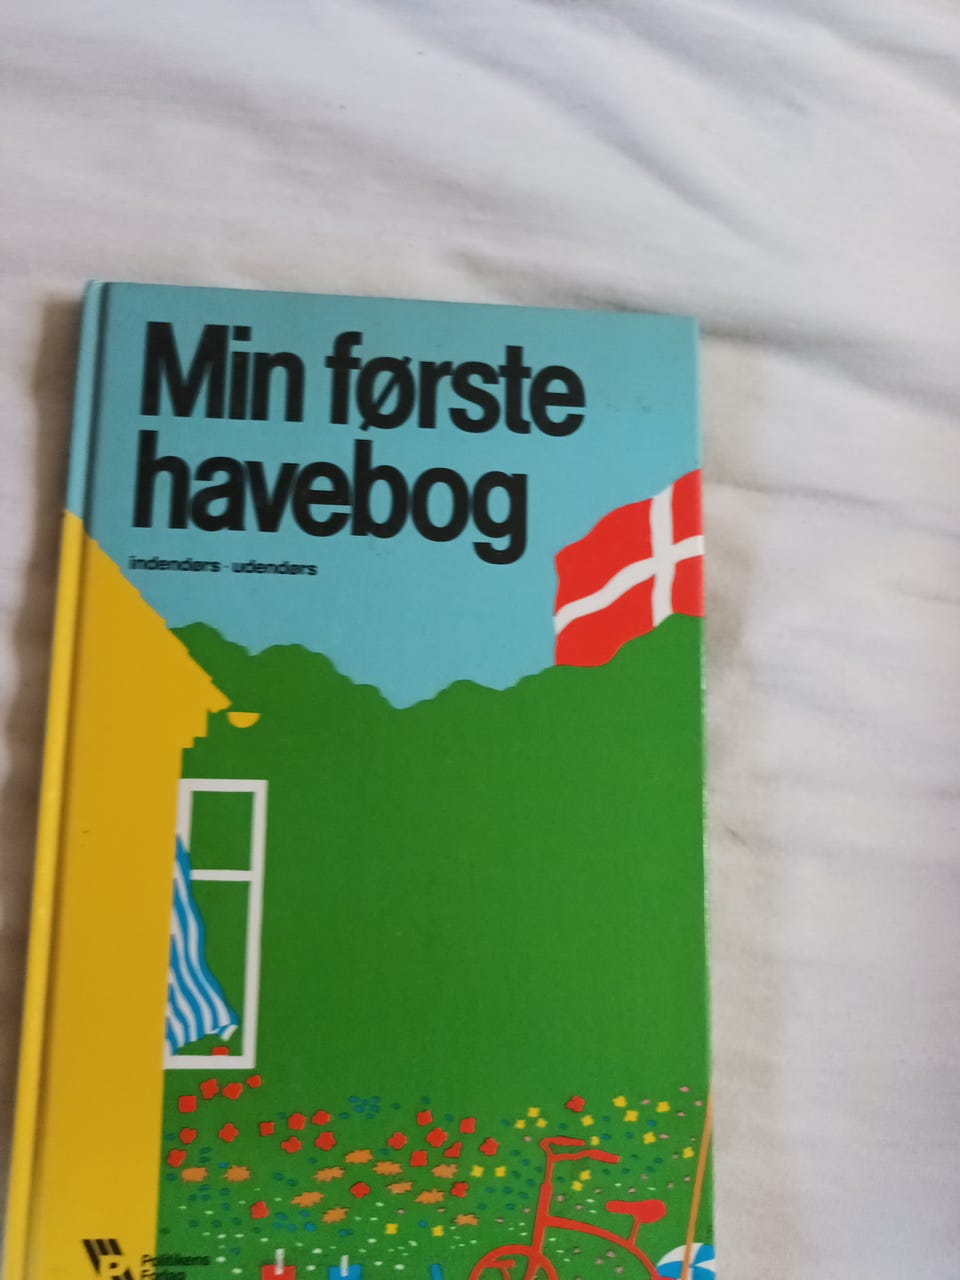 Min første
havebog
indendørs · udendørs
P
Politikens
Forlag